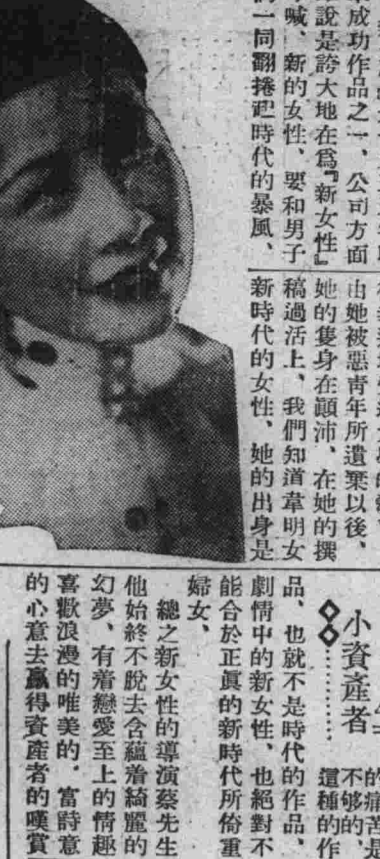 成功作品之一、公司方面
說是誇大地在爲『新女性』
喊、新的女性、要和男子
一同翻捲起時代的暴風、
由她被惡青年所遺棄以後、
她的隻身在顚沛、在她的撰
稿過活上、我們知道韋明女
新時代的女性、她的出身是
小資產者
的痛苦是
不够的、
這種的作
品、也就不是時代的作品、
劇情中的新女性、也絕對不
能合於正眞的新時代所倚重
婦女、
總之新女性的導演蔡先生
他始終不脫去含蘊着綺麗的
幻夢、有着戀愛至上的情趣
喜歡浪漫的唯美的、富詩意
的心意去贏得資產者的嘆賞